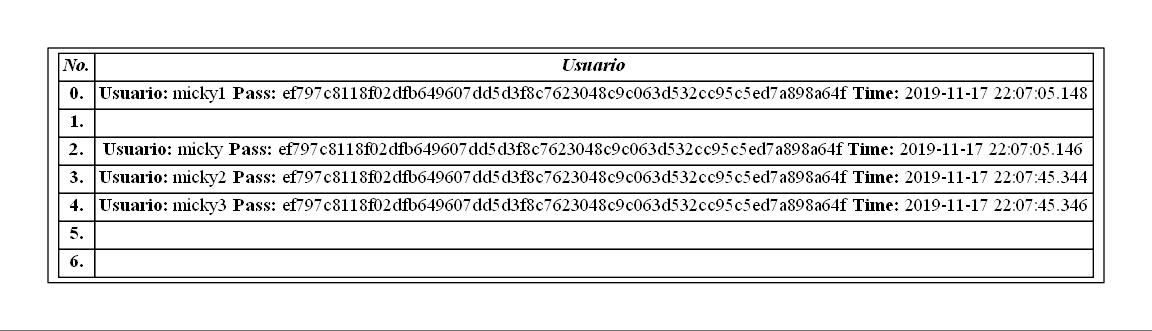 No. Usuario
0. Usuario: micky1 Pass: ef797c8118f02dfb649607dd5d3f8c7623048c9c063d532cc95c5ed7a898a64f Time: 2019-11-17 22:07:05.148
1.
2. Usuario: micky Pass: ef797c8118f02dfb649607dd5d3f8c7623048c9c063d532cc95c5ed7a898a64f Time: 2019-11-17 22:07:05.146
3. Usuario: micky2 Pass: ef797c8118f02dfb649607dd5d3f8c7623048c9c063d532cc95c5ed7a898a64f Time: 2019-11-17 22:07:45.344
4. Usuario: micky3 Pass: ef797c8118f02dfb649607dd5d3f8c7623048c9c063d532cc95c5ed7a898a64f Time: 2019-11-17 22:07:45.346
5.
6.